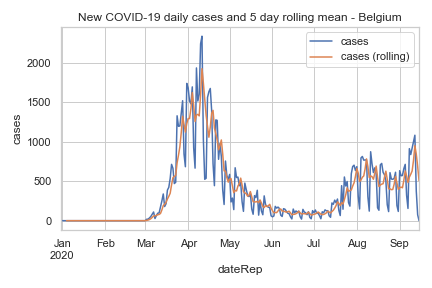 New COVID-19 daily cases and 5 day rolling mean - Belgium
cases
cases (rolling)
2000
1500
1000
500
0
cases
Jan Feb Mar Apr May Jun Jul Aug Sep
2020
dateRep